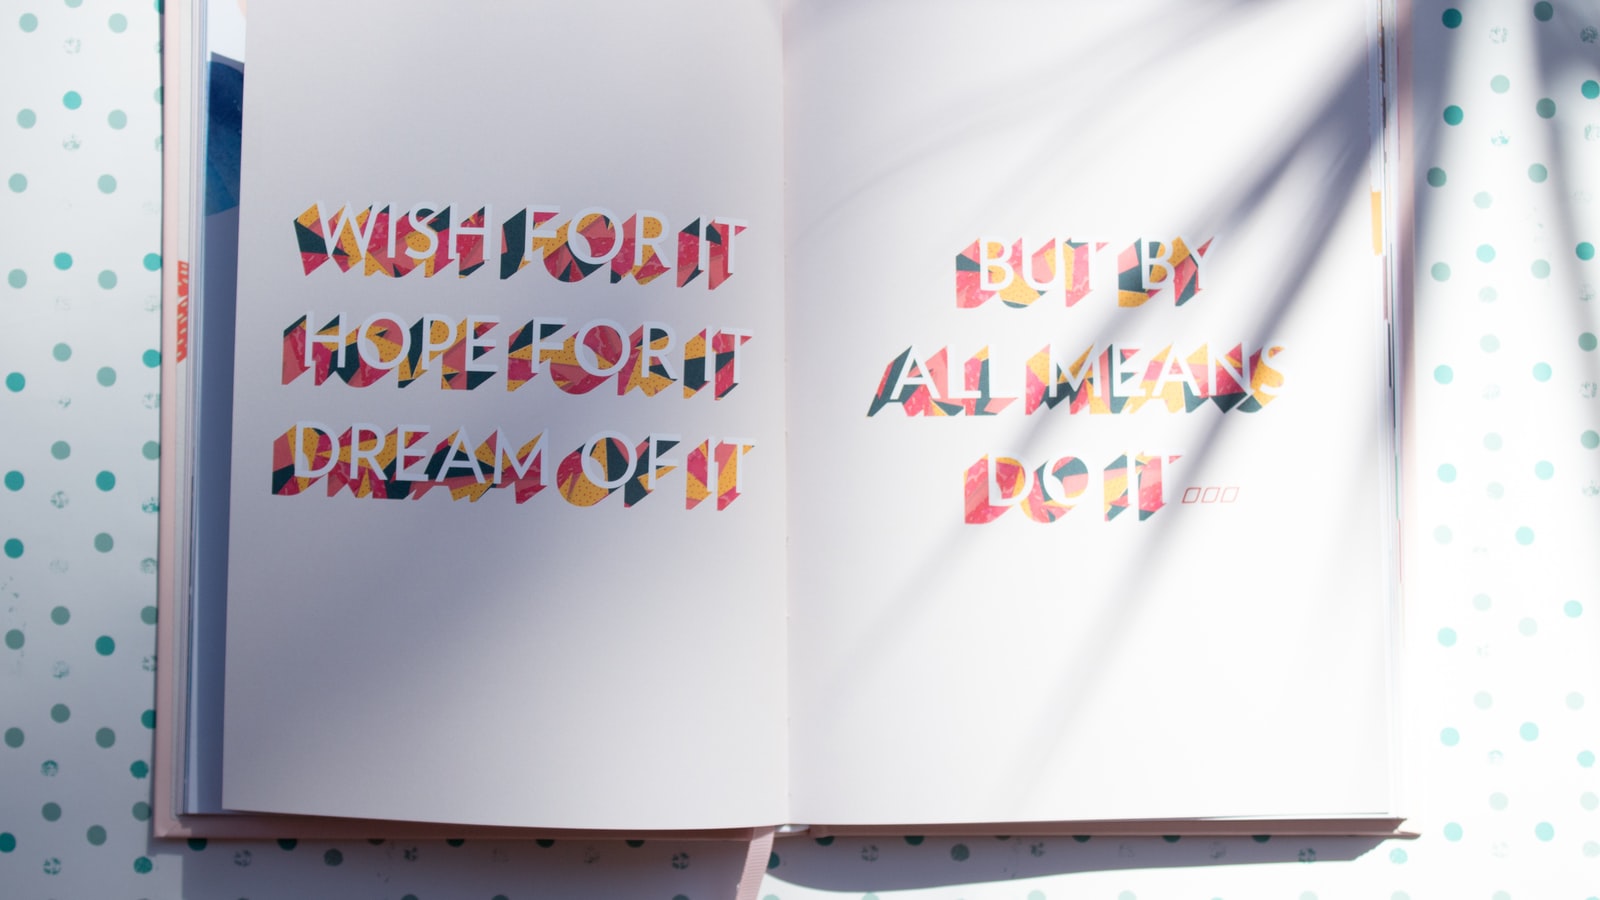 WISH FOR IT
HOPE FOR IT
DREAM OF IT
BUT BY
ALL MEANS
DO IT